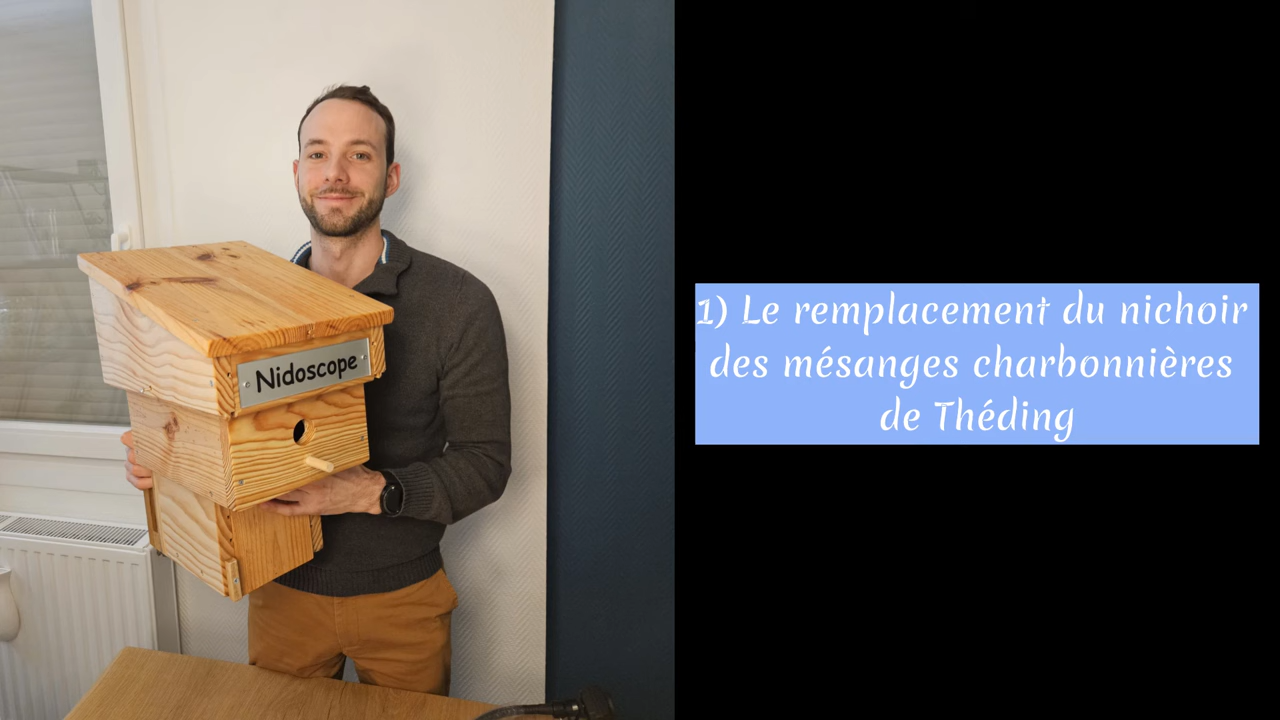 Nidoscope
1) Le remplacement du nichoir
des mésanges charbonnières
de Théding